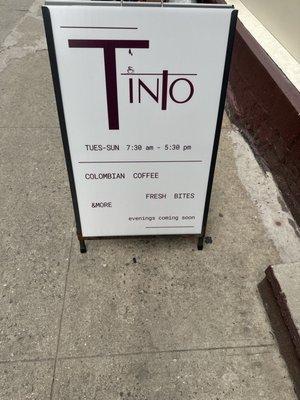 TINTO
TUES-SUN 7:30 am - 5:30 pm
COLOMBIAN COFFEE
FRESH BITES
&MORE
evenings coming soon